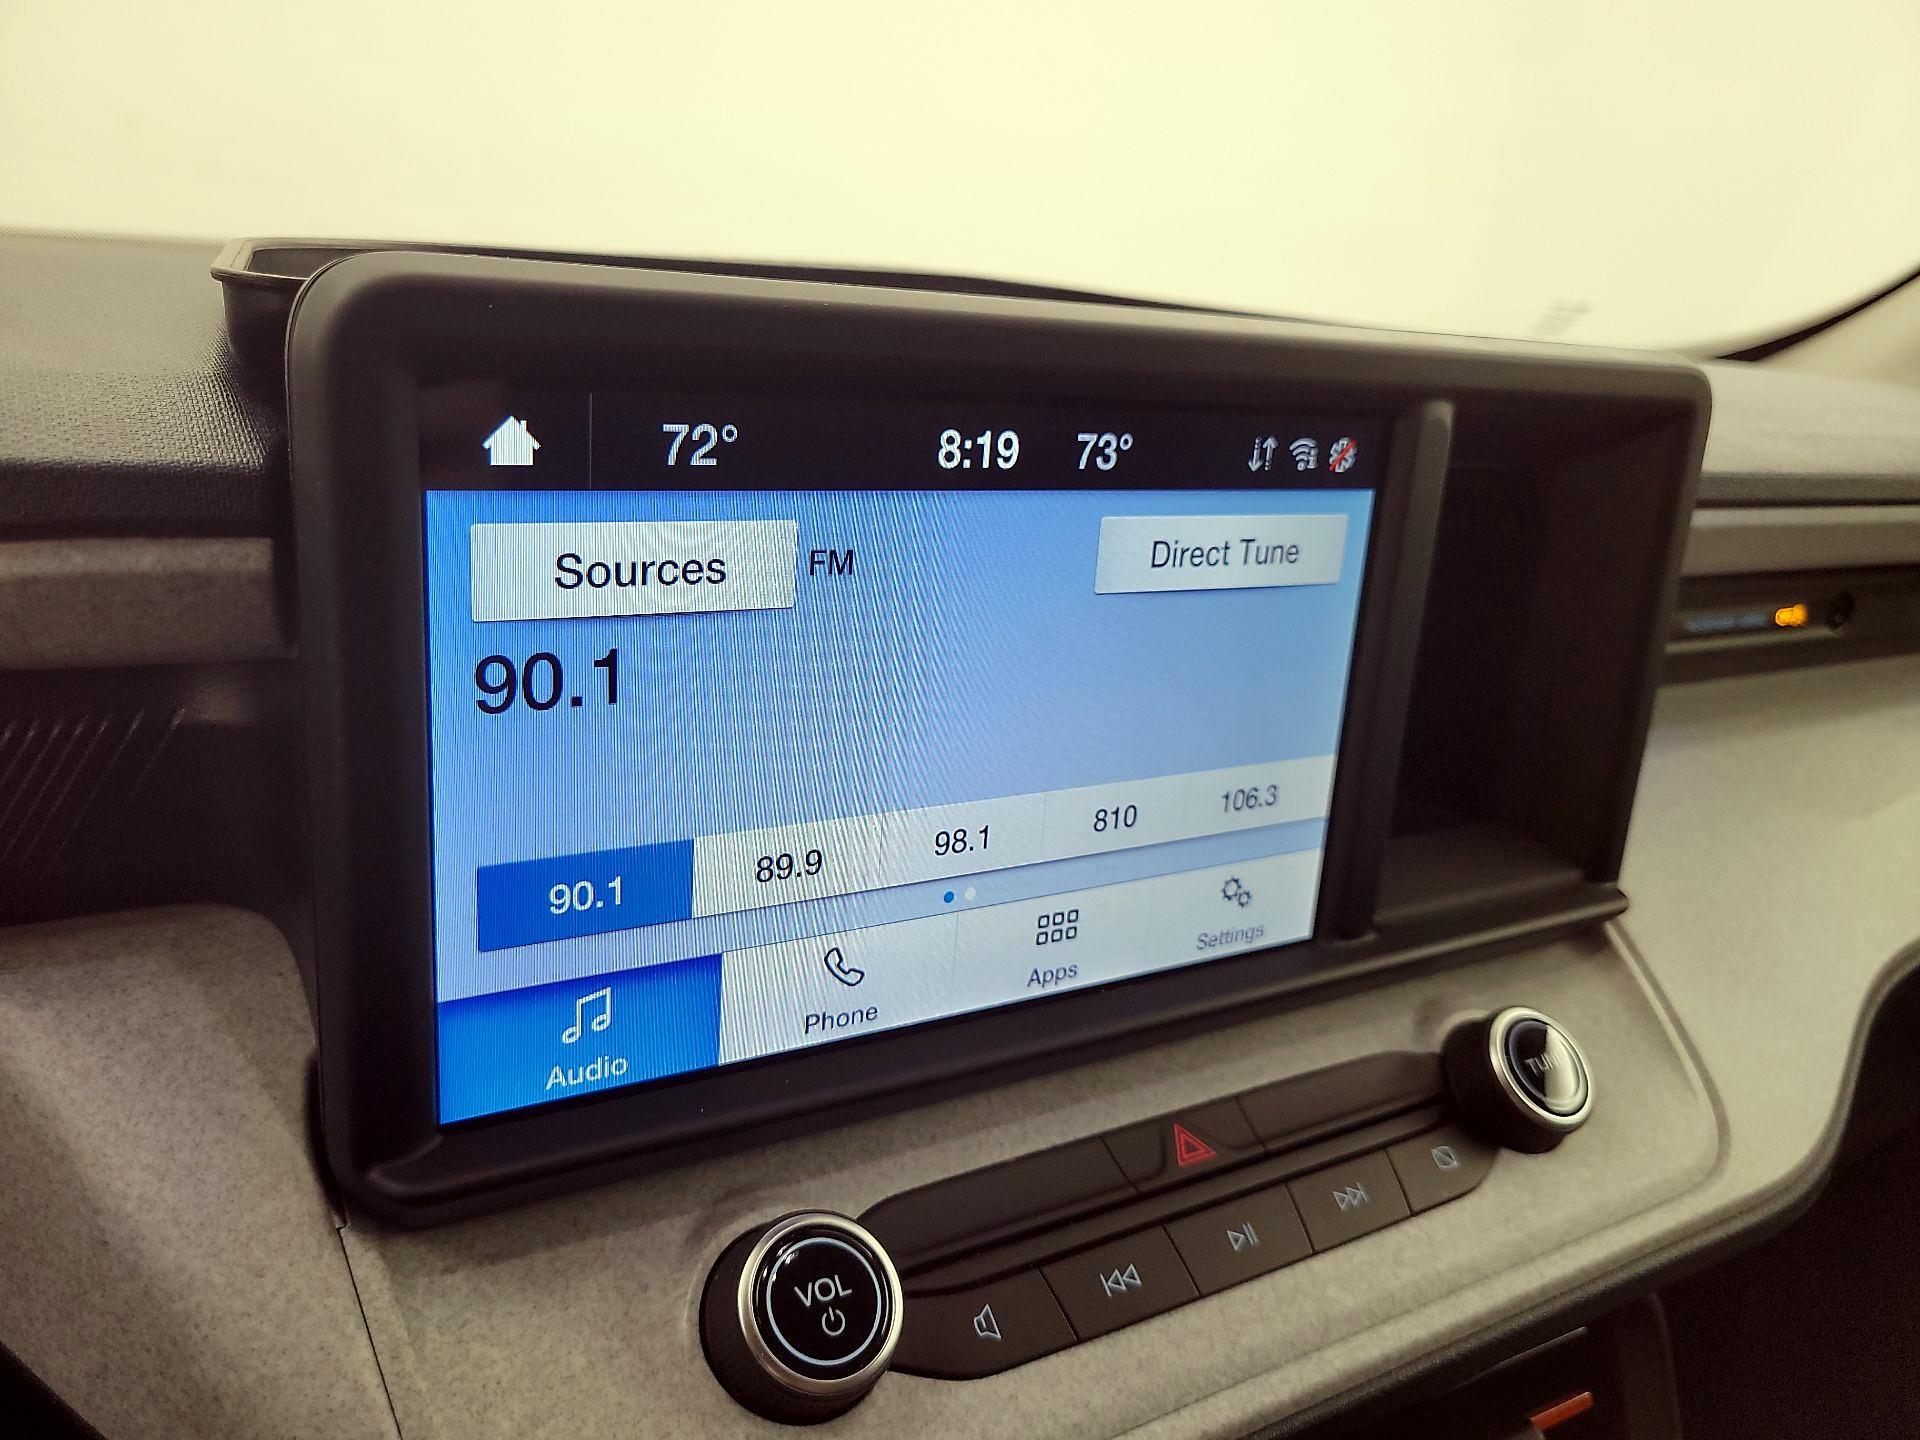 72° 8:19 73°
Sources FM Direct Tune
90.1
90.1 89.9 98.1 810 106.3
Audio Phone Apps Settings
VOL